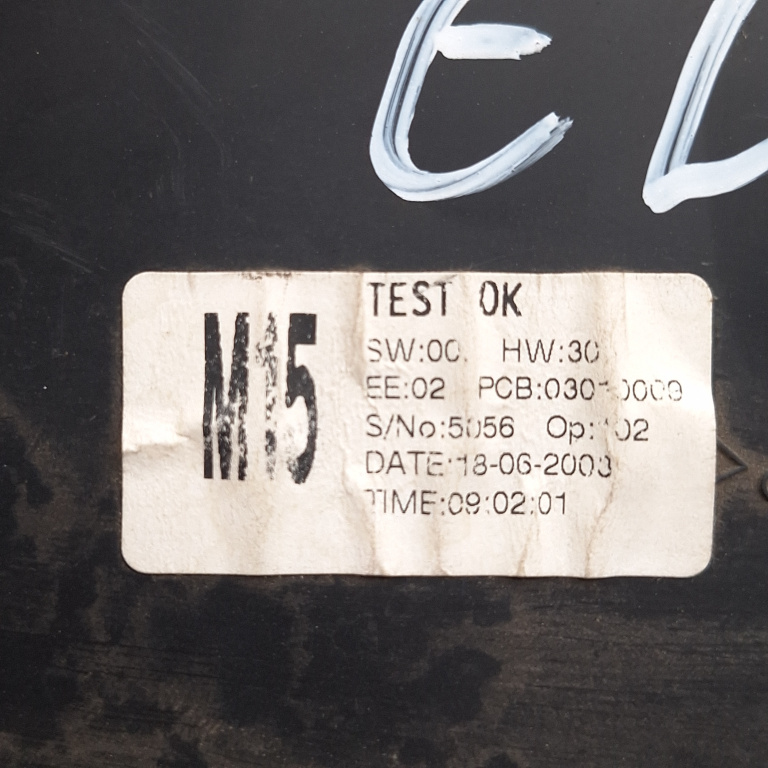 M15
TEST OK
SW:00 HW:30
EE:02
S/No:5056
DATE:18-06-2003
TIME:09:02:01